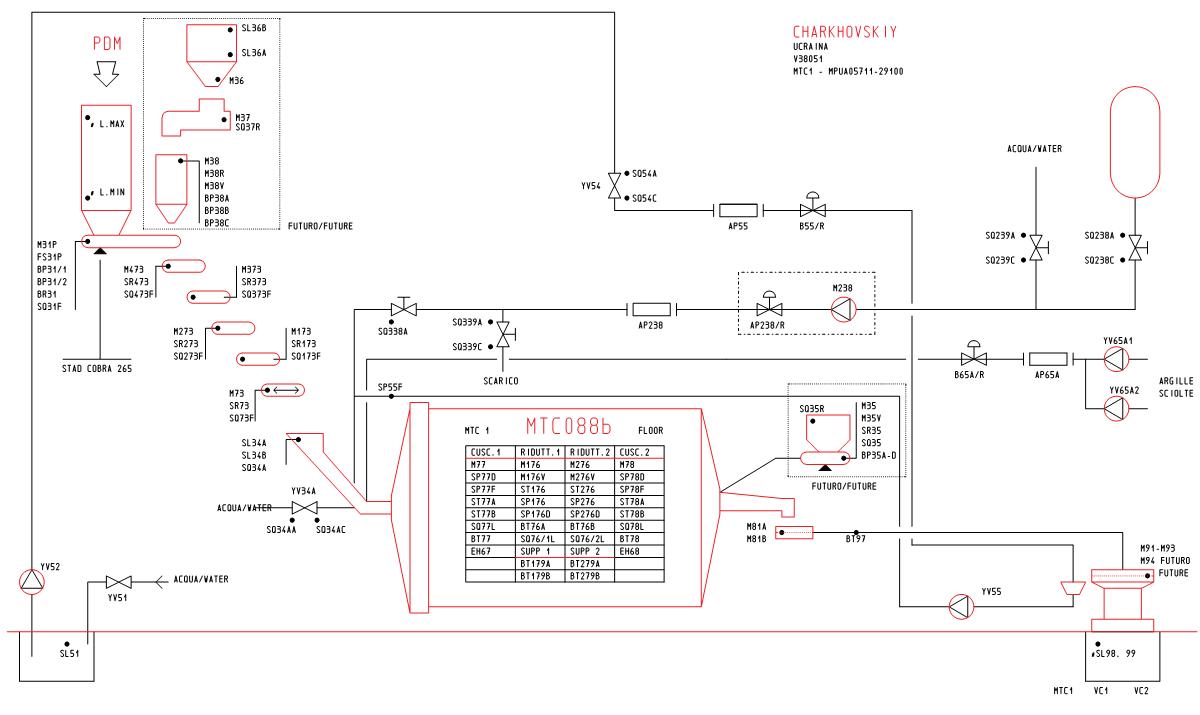 CHARKHOVSKIY
UCRAINA
V38051
MTC1 - MPUA05711-29100
PDM
L.MAX
L.MIN
SL36B
SL36A
M36
M37
SQ37R
M38
M38R
M38V
BP38A
BP38B
BP38C
FUTURO/FUTURE
M31P
FS31P
BP31/1
BP31/2
BR31
SQ31F
STAD COBRA 265
M473
SR473
SQ473F
M373
SR373
SQ373F
M273
SR273
SQ273F
M173
SR173
SQ173F
M73
SR73
SQ73F
SL34A
SL34B
SQ34A
YV34A
ACQUA/WATER
SQ34AA
SQ34AC
YV54
SQ54A
SQ54C
AP55
B55/R
ACQUA/WATER
SQ239A
SQ239C
SQ238A
SQ238C
SQ338A
SQ339A
SQ339C
SCARICO
AP238
AP238/R
M238
B65A/R
AP65A
YV65A1
YV65A2
ARGILLE
SCIOLTE
SP55F
MTC 1
MTC088b
FLOOR
CUSC.1 RIDUTT.1 RIDUTT.2 CUSC.2
M77 M176 M276 M78
SP77D M176V M276V SP78D
SP77F ST176 ST276 SP78F
ST77A SP176 SP276 ST78A
ST77B SP176D SP276D ST78B
SQ77L BT76A BT76B SQ78L
BT77 SQ76/1L SQ76/2L BT78
EH67 SUPP 1 SUPP 2 EH68
BT179A BT279A
BT179B BT279B
SQ35R
M35
M35V
SR35
SQ35
BP35A-D
FUTURO/FUTURE
M81A
M81B
BT97
M91-M93
M94 FUTURO
FUTURE
YV55
YV52
YV51
ACQUA/WATER
SL51
SL98. 99
MTC1 VC1 VC2